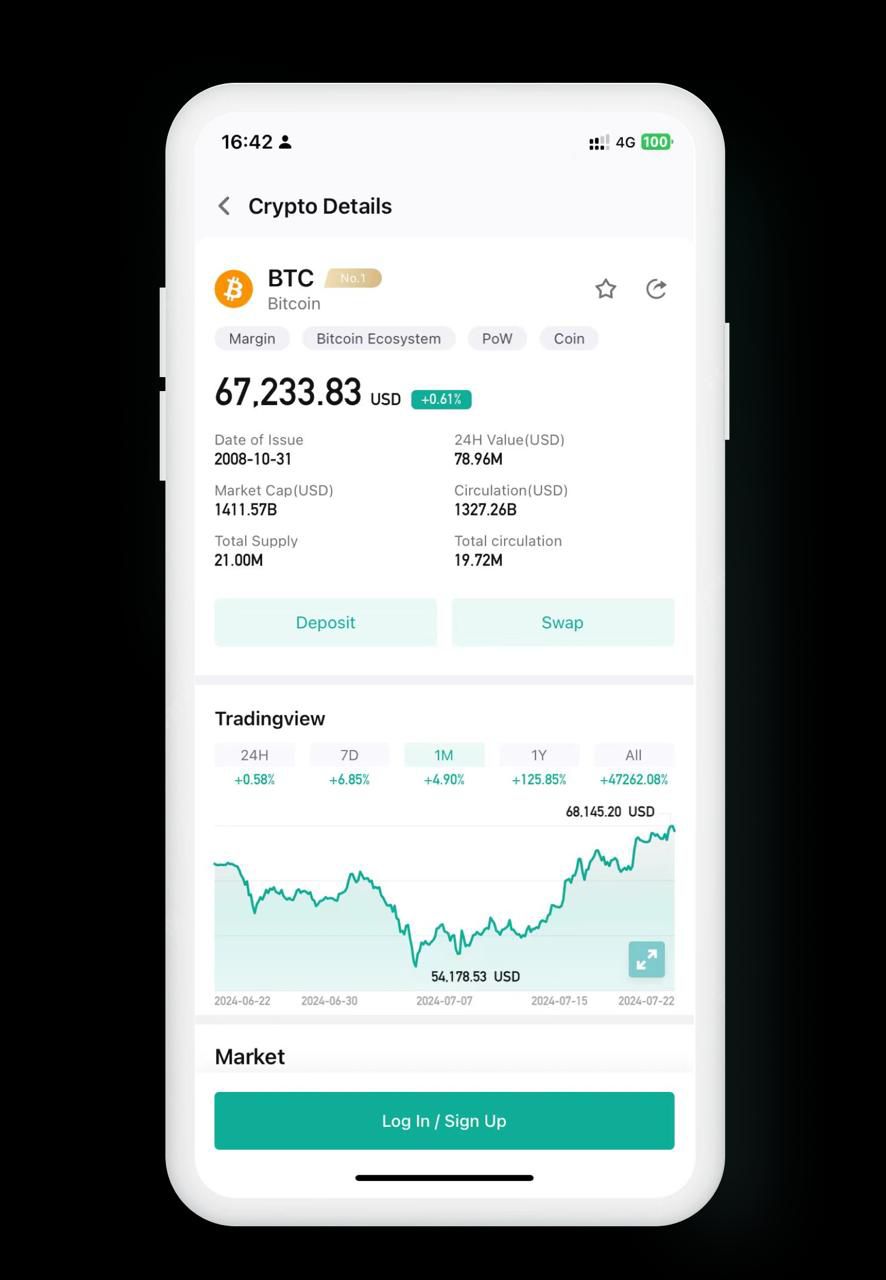 16:42 4G 100
Crypto Details
BTC No.1
Bitcoin
Margin Bitcoin Ecosystem PoW Coin
67,233.83 USD +0.61%
Date of Issue 24H Value(USD)
2008-10-31 78.96M
Market Cap(USD) Circulation(USD)
1411.57B 1327.26B
Total Supply Total circulation
21.00M 19.72M
Deposit Swap
Tradingview
24H 7D 1M 1Y All
+0.58% +6.85% +4.90% +125.85% +47262.08%
68,145.20 USD
54,178.53 USD
2024-06-22 2024-06-30 2024-07-07 2024-07-15 2024-07-22
Market
Log In / Sign Up